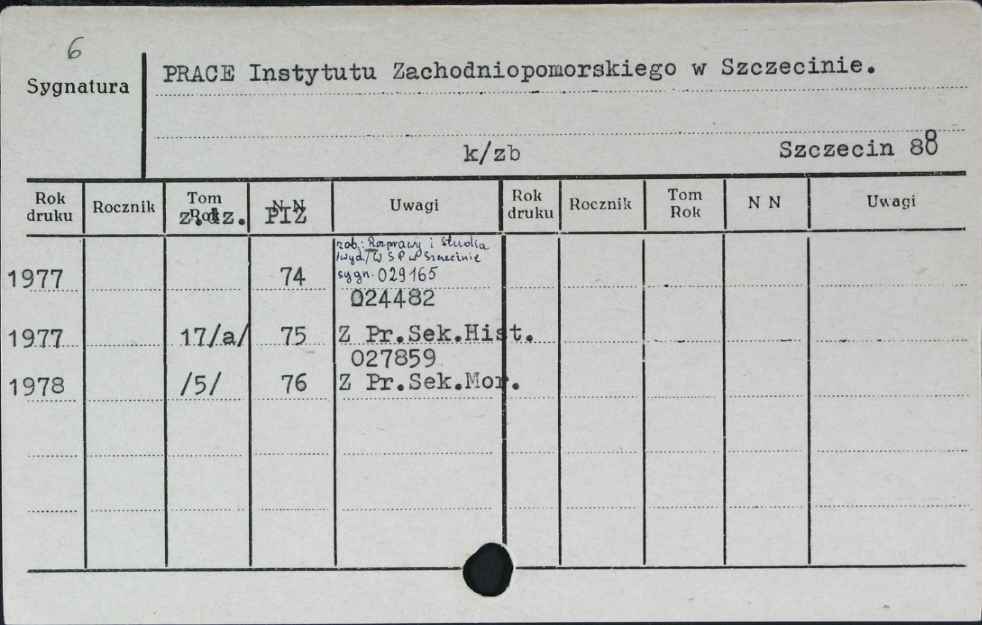 6
Sygnatura
PRACE Instytutu Zachodniopomorskiego w Szczecinie.
k/zb Szczecin 88
Rok druku Rocznik Tom Rok z.dz. N N PIZ Uwagi Rok druku Rocznik Tom Rok N N Uwagi
zob.: Rozprawy i Studia
/wyd./ W S P w Szczecinie
1977 74 sygn. 029165
024482
1977 17/a/ 75 Z Pr.Sek.Hist.
027859
1978 /5/ 76 Z Pr.Sek.Mor.